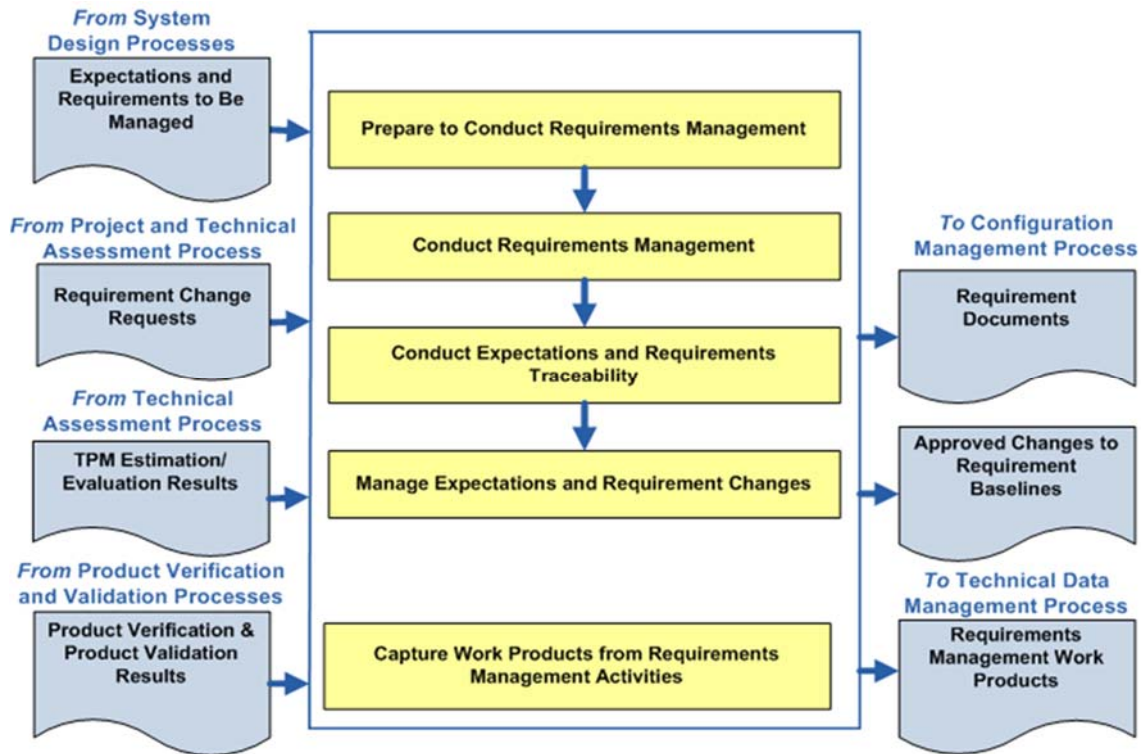 From System
Design Processes
Expectations and
Requirements to Be
Managed
From Project and Technical
Assessment Process
Requirement Change
Requests
From Technical
Assessment Process
TPM Estimation/
Evaluation Results
From Product Verification
and Validation Processes
Product Verification &
Product Validation
Results
Prepare to Conduct Requirements Management
Conduct Requirements Management
Conduct Expectations and Requirements
Traceability
Manage Expectations and Requirement Changes
Capture Work Products from Requirements
Management Activities
To Configuration
Management Process
Requirement
Documents
Approved Changes to
Requirement
Baselines
To Technical Data
Management Process
Requirements
Management Work
Products